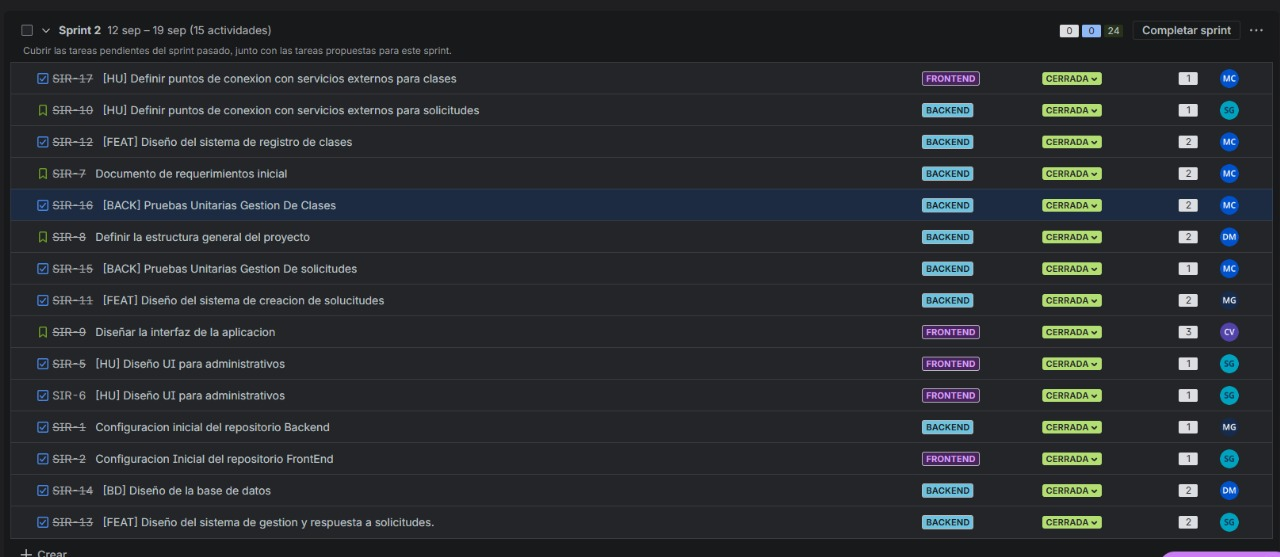 Sprint 2 12 sep – 19 sep (15 actividades) 0 0 24 Completar sprint
Cubrir las tareas pendientes del sprint pasado, junto con las tareas propuestas para este sprint.
SIR-17 [HU] Definir puntos de conexion con servicios externos para clases FRONTEND CERRADA 1 MC
SIR-10 [HU] Definir puntos de conexion con servicios externos para solicitudes BACKEND CERRADA 1 SG
SIR-12 [FEAT] Diseño del sistema de registro de clases BACKEND CERRADA 2 MC
SIR-7 Documento de requerimientos inicial BACKEND CERRADA 2 MC
SIR-16 [BACK] Pruebas Unitarias Gestion De Clases BACKEND CERRADA 2 MC
SIR-8 Definir la estructura general del proyecto BACKEND CERRADA 2 DM
SIR-15 [BACK] Pruebas Unitarias Gestion De solicitudes BACKEND CERRADA 1 MC
SIR-11 [FEAT] Diseño del sistema de creacion de solucitudes BACKEND CERRADA 2 MG
SIR-9 Diseñar la interfaz de la aplicacion FRONTEND CERRADA 3 CV
SIR-5 [HU] Diseño UI para administrativos FRONTEND CERRADA 1 SG
SIR-6 [HU] Diseño UI para administrativos FRONTEND CERRADA 1 SG
SIR-1 Configuracion inicial del repositorio Backend BACKEND CERRADA 1 MG
SIR-2 Configuracion Inicial del repositorio FrontEnd FRONTEND CERRADA 1 SG
SIR-14 [BD] Diseño de la base de datos BACKEND CERRADA 2 DM
SIR-13 [FEAT] Diseño del sistema de gestion y respuesta a solicitudes. BACKEND CERRADA 2 SG
+ Crear